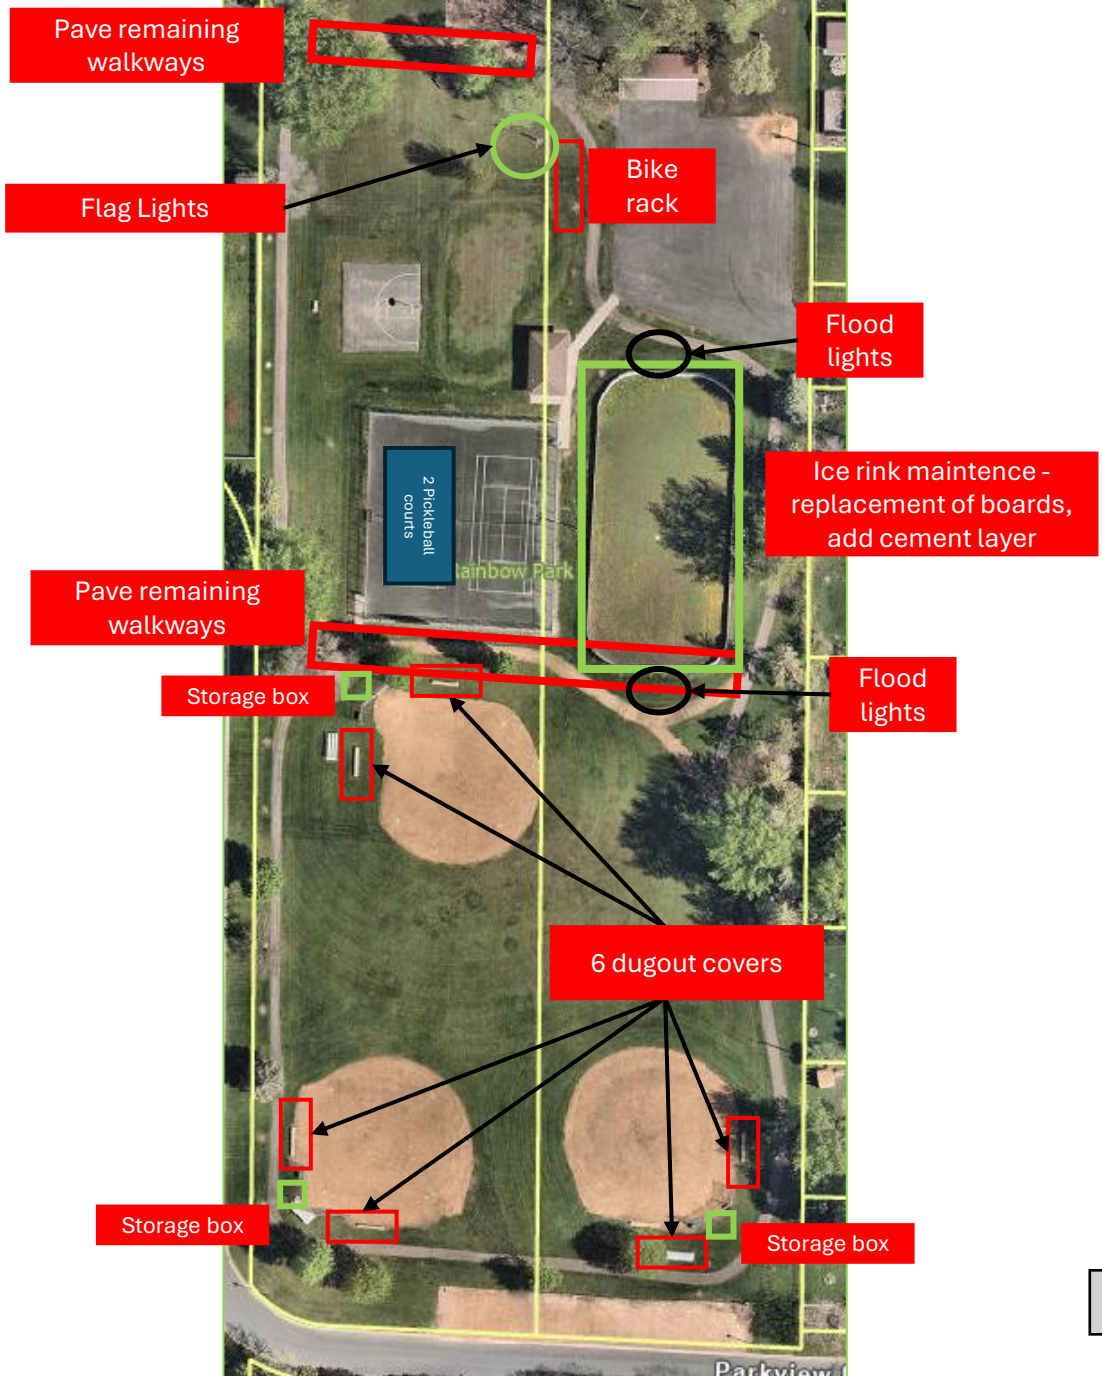 Pave remaining
walkways
Flag Lights
Bike
rack
Flood
lights
2 Pickleball
courts
Ice rink maintence -
replacement of boards,
add cement layer
Rainbow Park
Pave remaining
walkways
Storage box
Flood
lights
6 dugout covers
Storage box
Storage box
Parkview